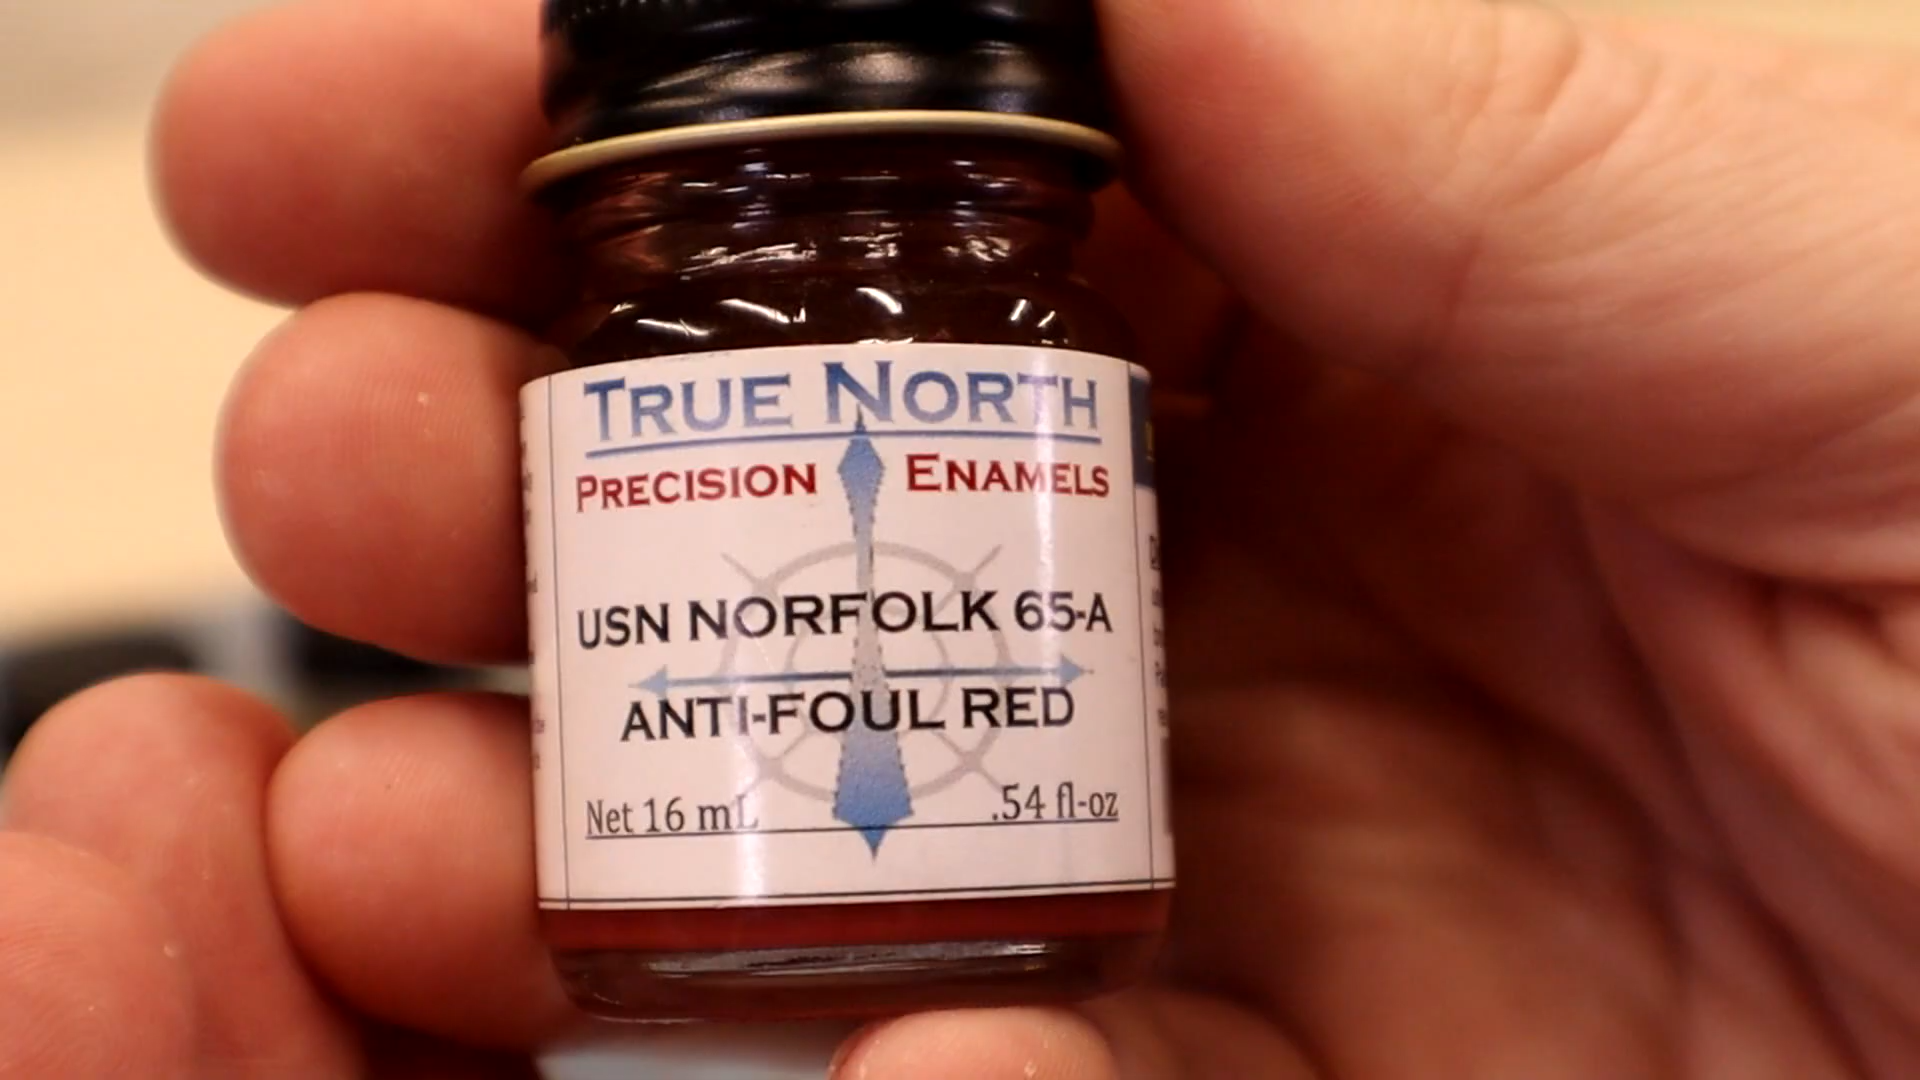 TRUE NORTH
PRECISION ENAMELS
USN NORFOLK 65-A
ANTI-FOUL RED
Net 16 mL .54 fl-oz